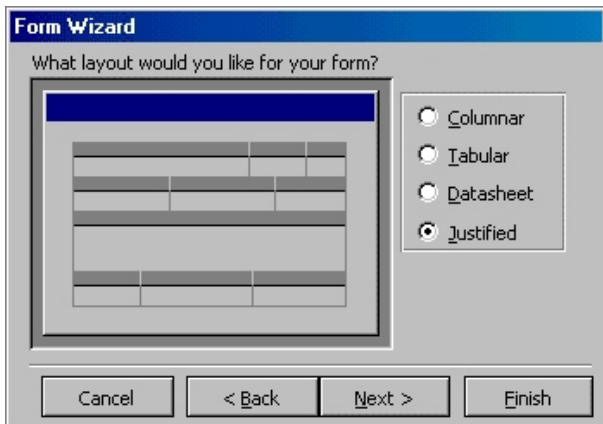 Form Wizard
What layout would you like for your form?
Columnar
Tabular
Datasheet
Justified
Cancel
< Back
Next >
Finish